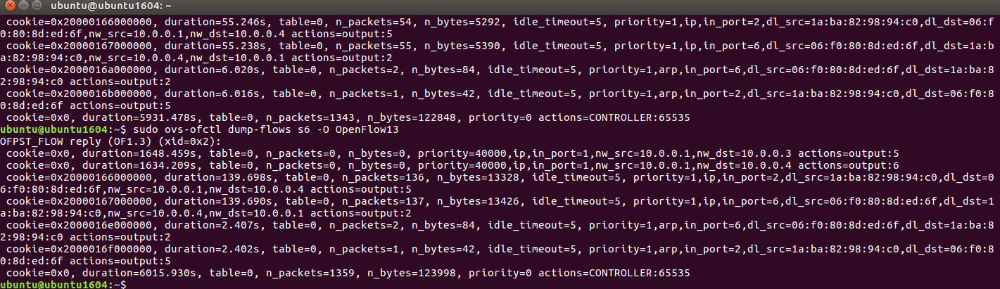 ubuntu@ubuntu1604: ~
cookie=0x20000166000000, duration=55.246s, table=0, n_packets=54, n_bytes=5292, idle_timeout=5, priority=1,ip,in_port=2,dl_src=1a:ba:82:98:94:c0,dl_dst=06:f
0:80:8d:ed:6f,nw_src=10.0.0.1,nw_dst=10.0.0.4 actions=output:5
cookie=0x20000167000000, duration=55.238s, table=0, n_packets=55, n_bytes=5390, idle_timeout=5, priority=1,ip,in_port=6,dl_src=06:f0:80:8d:ed:6f,dl_dst=1a:b
a:82:98:94:c0,nw_src=10.0.0.4,nw_dst=10.0.0.1 actions=output:2
cookie=0x2000016a000000, duration=6.020s, table=0, n_packets=2, n_bytes=84, idle_timeout=5, priority=1,arp,in_port=6,dl_src=06:f0:80:8d:ed:6f,dl_dst=1a:ba:8
2:98:94:c0 actions=output:2
cookie=0x2000016b000000, duration=6.016s, table=0, n_packets=1, n_bytes=42, idle_timeout=5, priority=1,arp,in_port=2,dl_src=1a:ba:82:98:94:c0,dl_dst=06:f0:8
0:8d:ed:6f actions=output:5
cookie=0x0, duration=5931.478s, table=0, n_packets=1343, n_bytes=122848, priority=0 actions=CONTROLLER:65535
ubuntu@ubuntu1604:~$ sudo ovs-ofctl dump-flows s6 -O OpenFlow13
OFPST_FLOW reply (OF1.3) (xid=0x2):
cookie=0x0, duration=1648.459s, table=0, n_packets=0, n_bytes=0, priority=40000,ip,in_port=1,nw_src=10.0.0.1,nw_dst=10.0.0.3 actions=output:5
cookie=0x0, duration=1634.209s, table=0, n_packets=0, n_bytes=0, priority=40000,ip,in_port=1,nw_src=10.0.0.1,nw_dst=10.0.0.4 actions=output:6
cookie=0x20000166000000, duration=139.698s, table=0, n_packets=136, n_bytes=13328, idle_timeout=5, priority=1,ip,in_port=2,dl_src=1a:ba:82:98:94:c0,dl_dst=0
6:f0:80:8d:ed:6f,nw_src=10.0.0.1,nw_dst=10.0.0.4 actions=output:5
cookie=0x20000167000000, duration=139.690s, table=0, n_packets=137, n_bytes=13426, idle_timeout=5, priority=1,ip,in_port=6,dl_src=06:f0:80:8d:ed:6f,dl_dst=1
a:ba:82:98:94:c0,nw_src=10.0.0.4,nw_dst=10.0.0.1 actions=output:2
cookie=0x2000016e000000, duration=2.407s, table=0, n_packets=2, n_bytes=84, idle_timeout=5, priority=1,arp,in_port=6,dl_src=06:f0:80:8d:ed:6f,dl_dst=1a:ba:8
2:98:94:c0 actions=output:2
cookie=0x2000016f000000, duration=2.402s, table=0, n_packets=1, n_bytes=42, idle_timeout=5, priority=1,arp,in_port=2,dl_src=1a:ba:82:98:94:c0,dl_dst=06:f0:8
0:8d:ed:6f actions=output:5
cookie=0x0, duration=6015.930s, table=0, n_packets=1359, n_bytes=123998, priority=0 actions=CONTROLLER:65535
ubuntu@ubuntu1604:~$